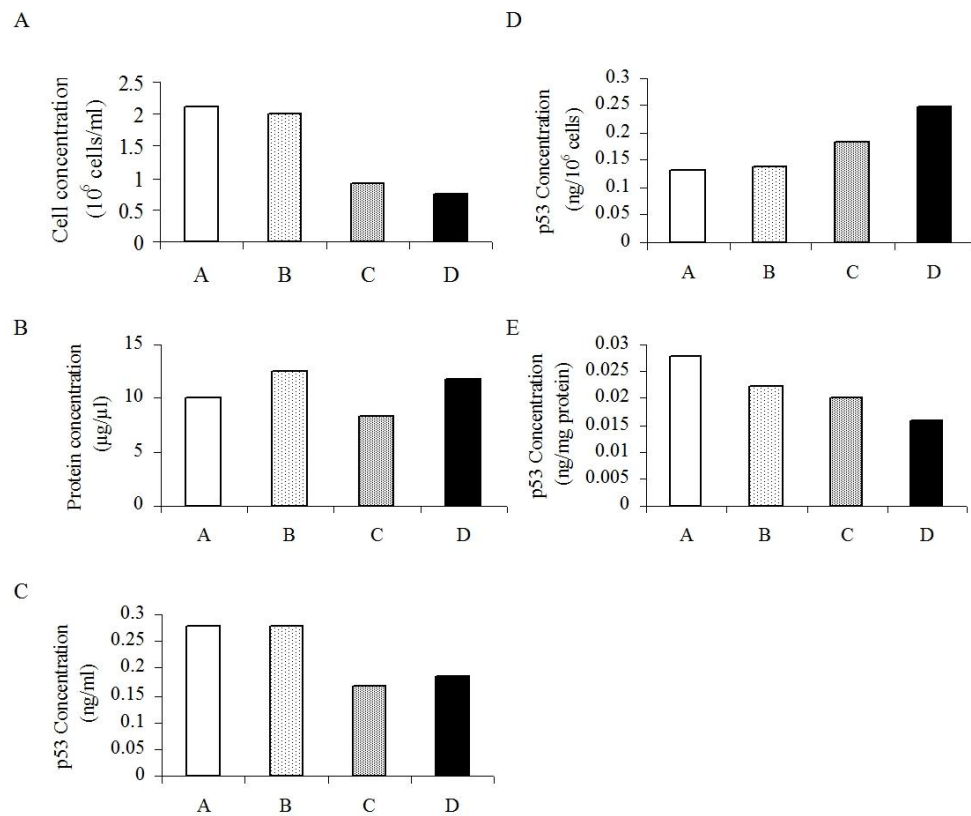 A
Cell concentration
(10⁶ cells/ml)
2.5
2
1.5
1
0.5
0
A B C D
B
Protein concentration
(µg/µl)
15
10
5
0
A B C D
C
p53 Concentration
(ng/ml)
0.3
0.25
0.2
0.15
0.1
0.05
0
A B C D
D
p53 Concentration
(ng/10⁶ cells)
0.3
0.25
0.2
0.15
0.1
0.05
0
A B C D
E
p53 Concentration
(ng/mg protein)
0.03
0.025
0.02
0.015
0.01
0.005
0
A B C D